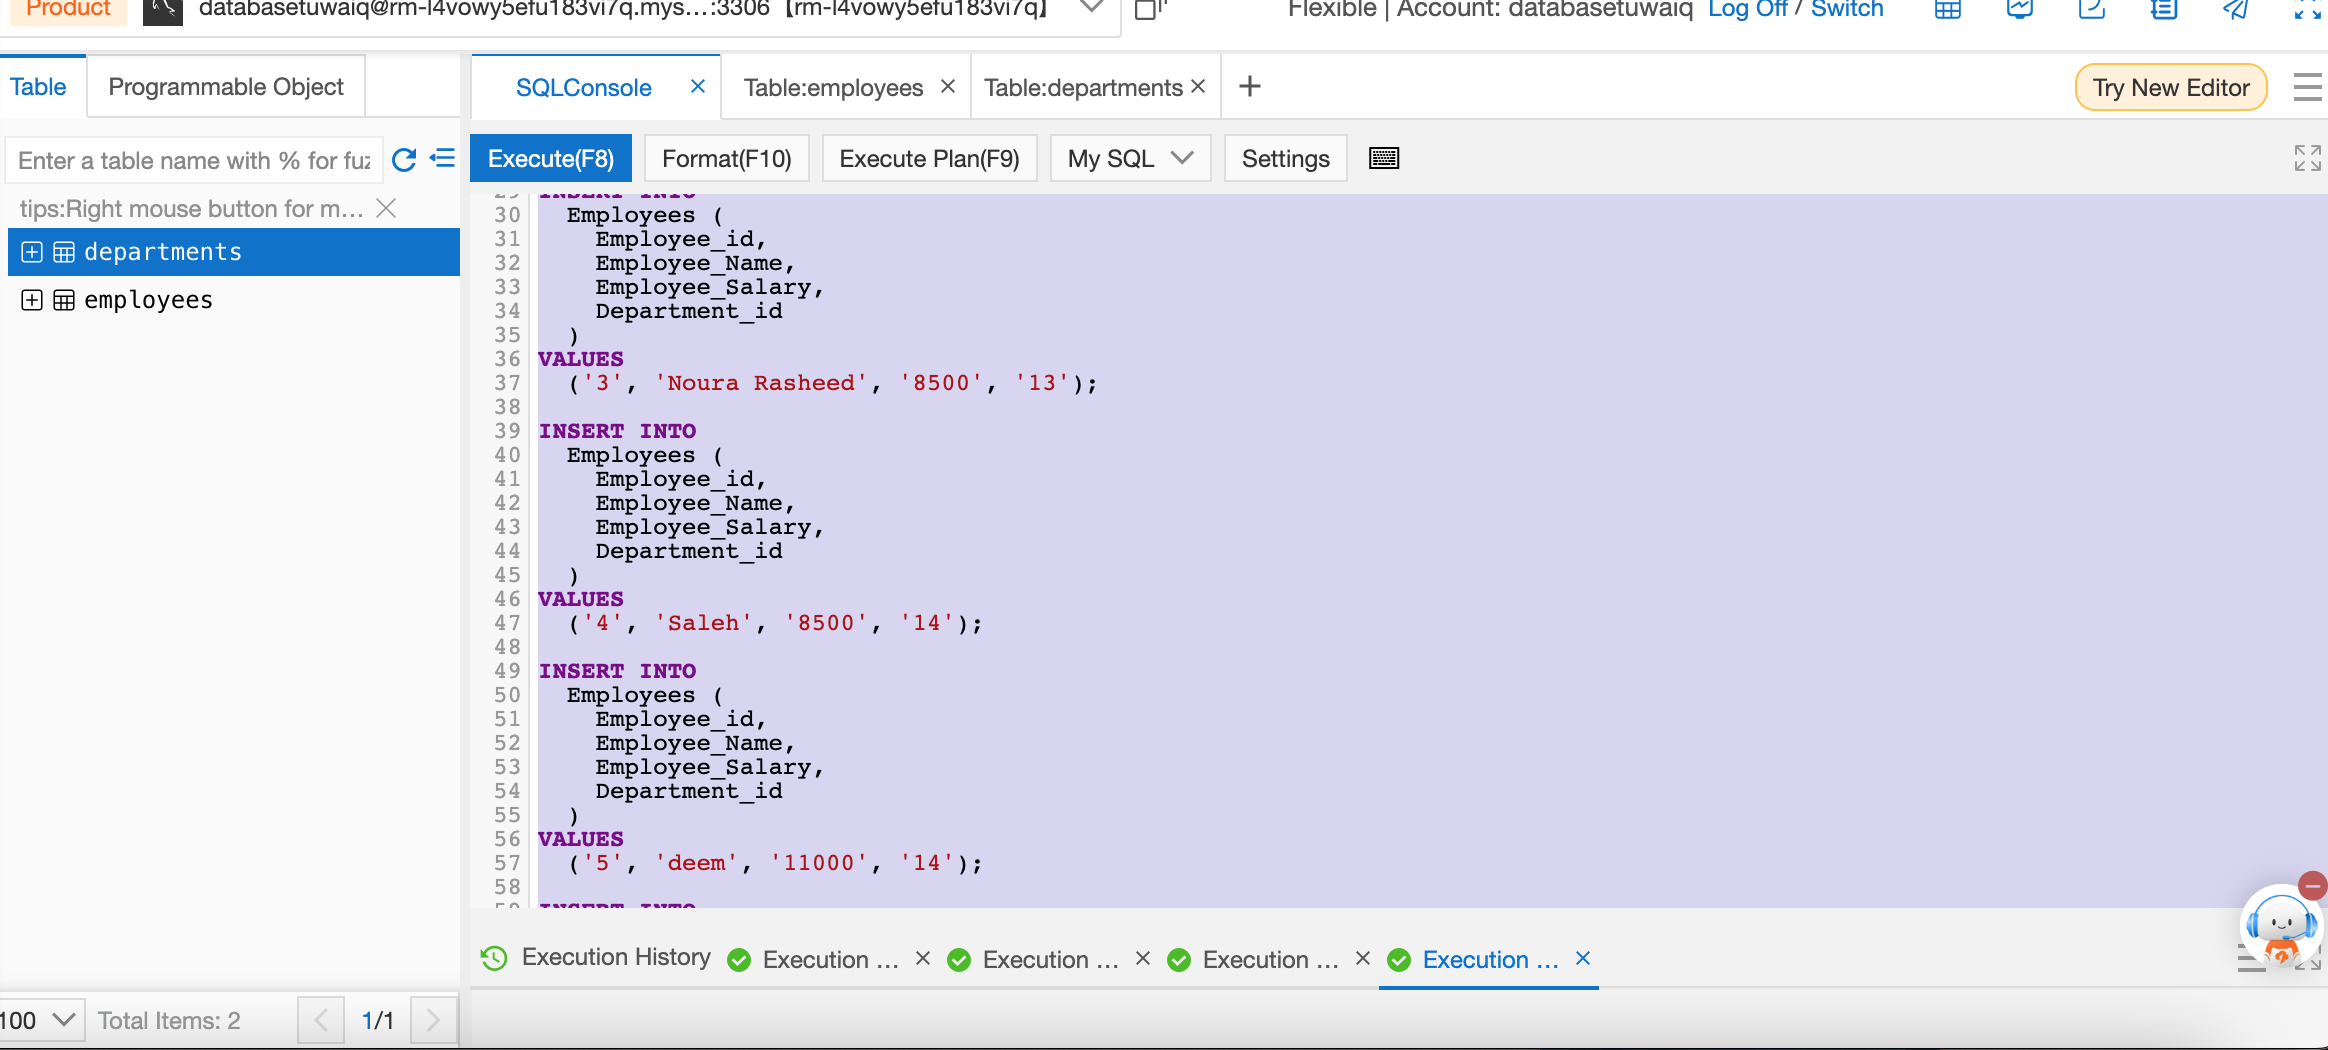 Product databasetuwaiq@rm-l4vowy5efu183vi7q.mys...:3306【rm-l4vowy5efu183vi7q】 Flexible | Account: databasetuwaiq Log Off / Switch
Table Programmable Object SQLConsole Table:employees Table:departments + Try New Editor
Enter a table name with % for fuz Execute(F8) Format(F10) Execute Plan(F9) My SQL Settings
tips:Right mouse button for m...
departments
employees
29 INSERT INTO
30 Employees (
31 Employee_id,
32 Employee_Name,
33 Employee_Salary,
34 Department_id
35 )
36 VALUES
37 ('3', 'Noura Rasheed', '8500', '13');
38
39 INSERT INTO
40 Employees (
41 Employee_id,
42 Employee_Name,
43 Employee_Salary,
44 Department_id
45 )
46 VALUES
47 ('4', 'Saleh', '8500', '14');
48
49 INSERT INTO
50 Employees (
51 Employee_id,
52 Employee_Name,
53 Employee_Salary,
54 Department_id
55 )
56 VALUES
57 ('5', 'deem', '11000', '14');
58
59 INSERT INTO
Execution History Execution ... Execution ... Execution ... Execution ...
100 Total Items: 2 1/1